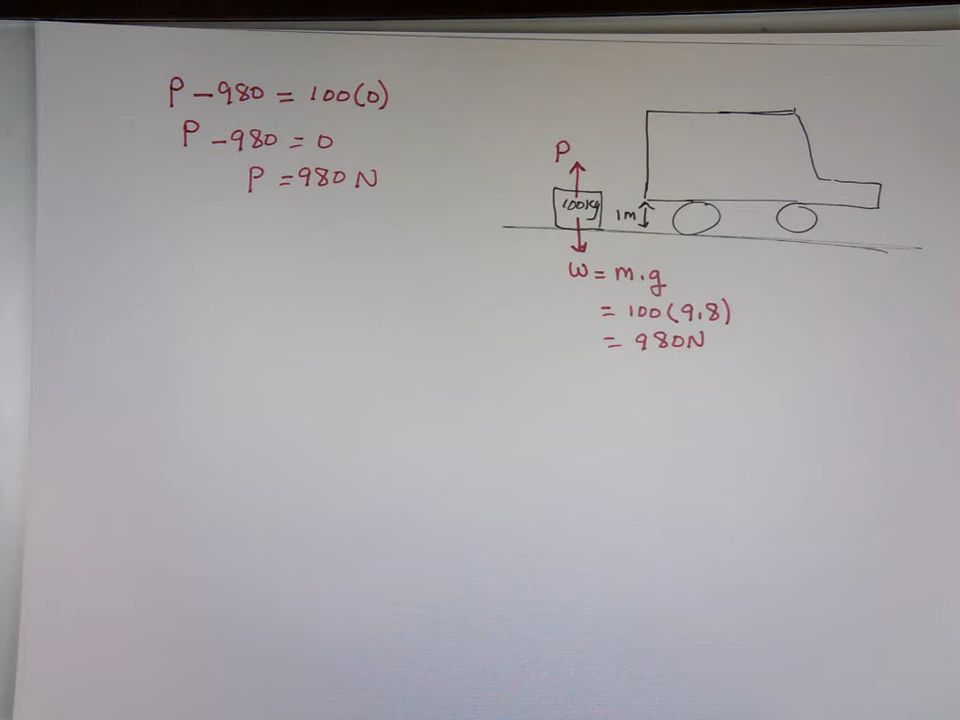 P - 980 = 100(0)
P - 980 = 0
P = 980 N
P
100Kg
1m
W = m.g
= 100(9.8)
= 980N